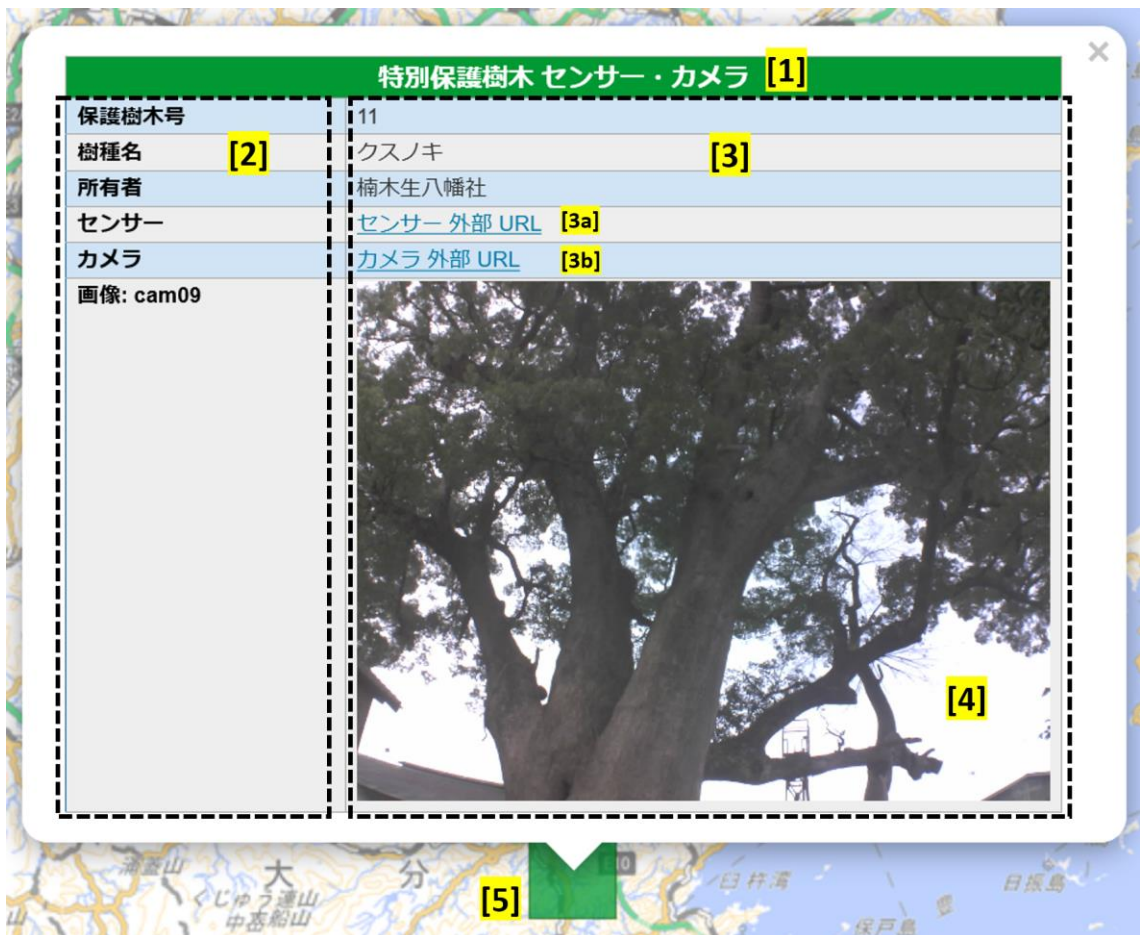 ×
特別保護樹木 センサー・カメラ [1]
保護樹木号 11
樹種名 [2] クスノキ [3]
所有者 楠木生八幡社
センサー センサー 外部 URL [3a]
カメラ カメラ 外部 URL [3b]
画像: cam09
[4]
大 分
くじゅう連山
臼杵湾
日振島
[5]
豊
保戸島